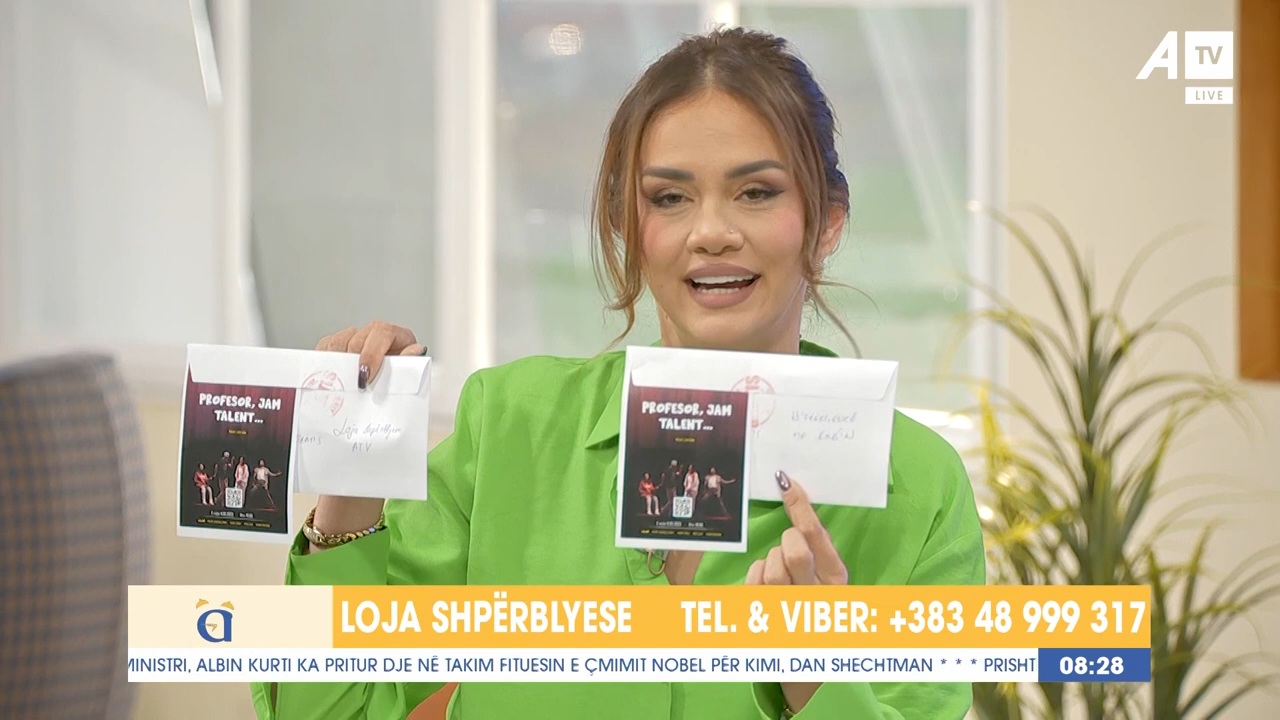 A TV
LIVE
PROFESOR, JAM
TALENT...
Loja shpërblyese
ATV
PROFESOR, JAM
TALENT...
LOJA SHPËRBLYESE TEL. & VIBER: +383 48 999 317
MINISTRI, ALBIN KURTI KA PRITUR DJE NË TAKIM FITUESIN E ÇMIMIT NOBEL PËR KIMI, DAN SHECHTMAN * * * PRISHT
08:28